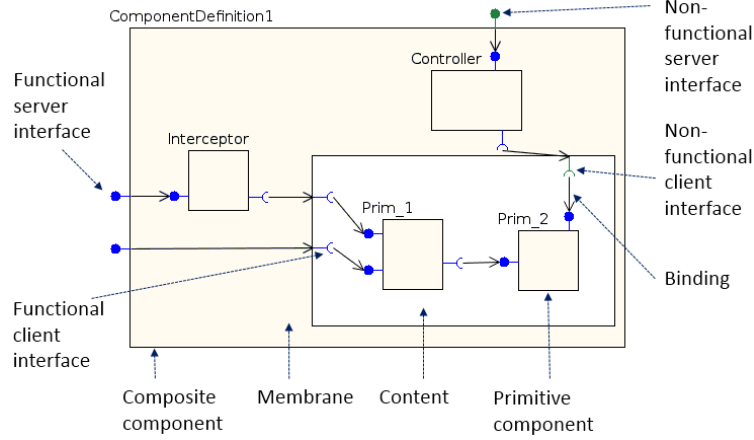 ComponentDefinition1
Non-
functional
server
interface
Controller
Functional
server
interface
Interceptor
Non-
functional
client
interface
Prim_1
Prim_2
Binding
Functional
client
interface
Composite
component
Membrane
Content
Primitive
component